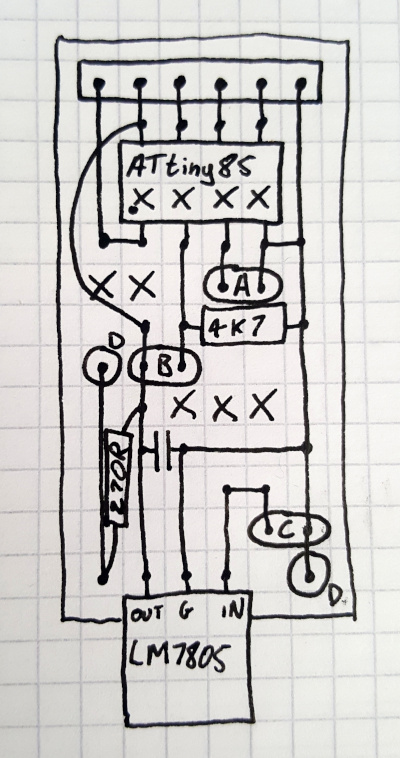 ATtiny85
X X X X
X X
A
4K7
D
B
X X X
270R
C
D
OUT G IN
LM7805